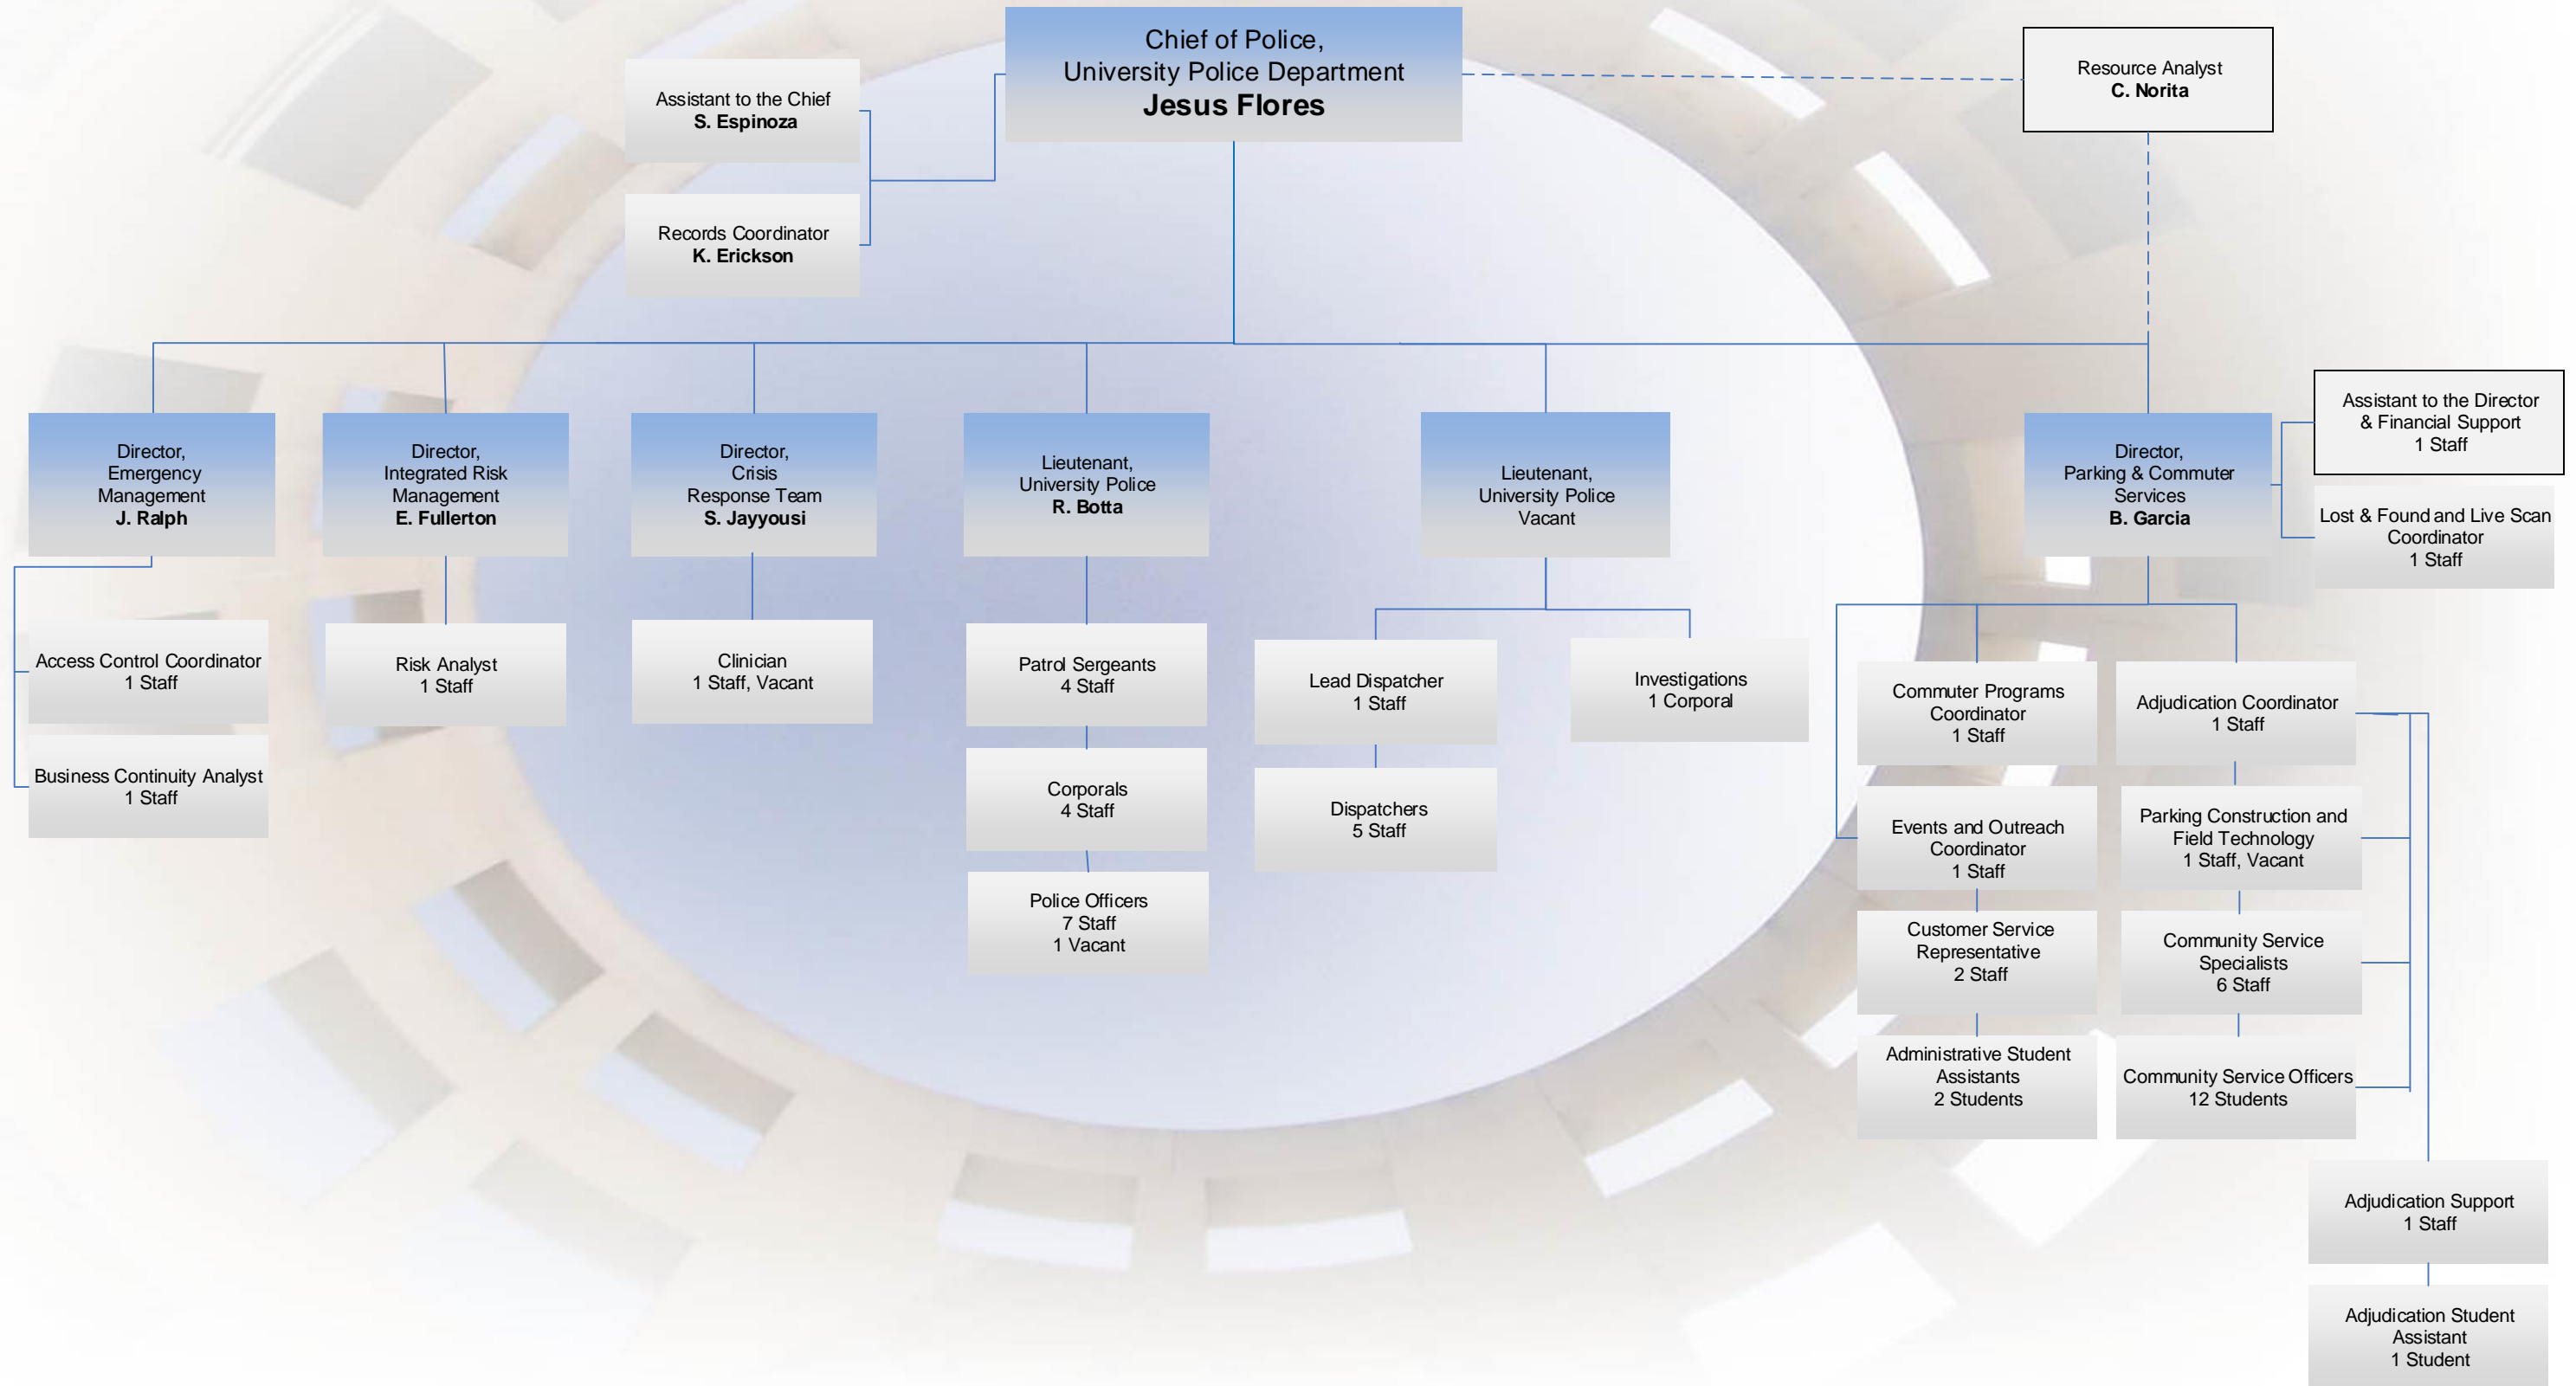 Chief of Police,
University Police Department
Jesus Flores
Resource Analyst
C. Norita
Assistant to the Chief
S. Espinoza
Records Coordinator
K. Erickson
Director,
Emergency
Management
J. Ralph
Director,
Integrated Risk
Management
E. Fullerton
Director,
Crisis
Response Team
S. Jayyousi
Lieutenant,
University Police
R. Botta
Lieutenant,
University Police
Vacant
Director,
Parking & Commuter
Services
B. Garcia
Assistant to the Director
& Financial Support
1 Staff
Lost & Found and Live Scan
Coordinator
1 Staff
Access Control Coordinator
1 Staff
Business Continuity Analyst
1 Staff
Risk Analyst
1 Staff
Clinician
1 Staff, Vacant
Patrol Sergeants
4 Staff
Corporals
4 Staff
Police Officers
7 Staff
1 Vacant
Lead Dispatcher
1 Staff
Dispatchers
5 Staff
Investigations
1 Corporal
Commuter Programs
Coordinator
1 Staff
Events and Outreach
Coordinator
1 Staff
Customer Service
Representative
2 Staff
Administrative Student
Assistants
2 Students
Adjudication Coordinator
1 Staff
Parking Construction and
Field Technology
1 Staff, Vacant
Community Service
Specialists
6 Staff
Community Service Officers
12 Students
Adjudication Support
1 Staff
Adjudication Student
Assistant
1 Student